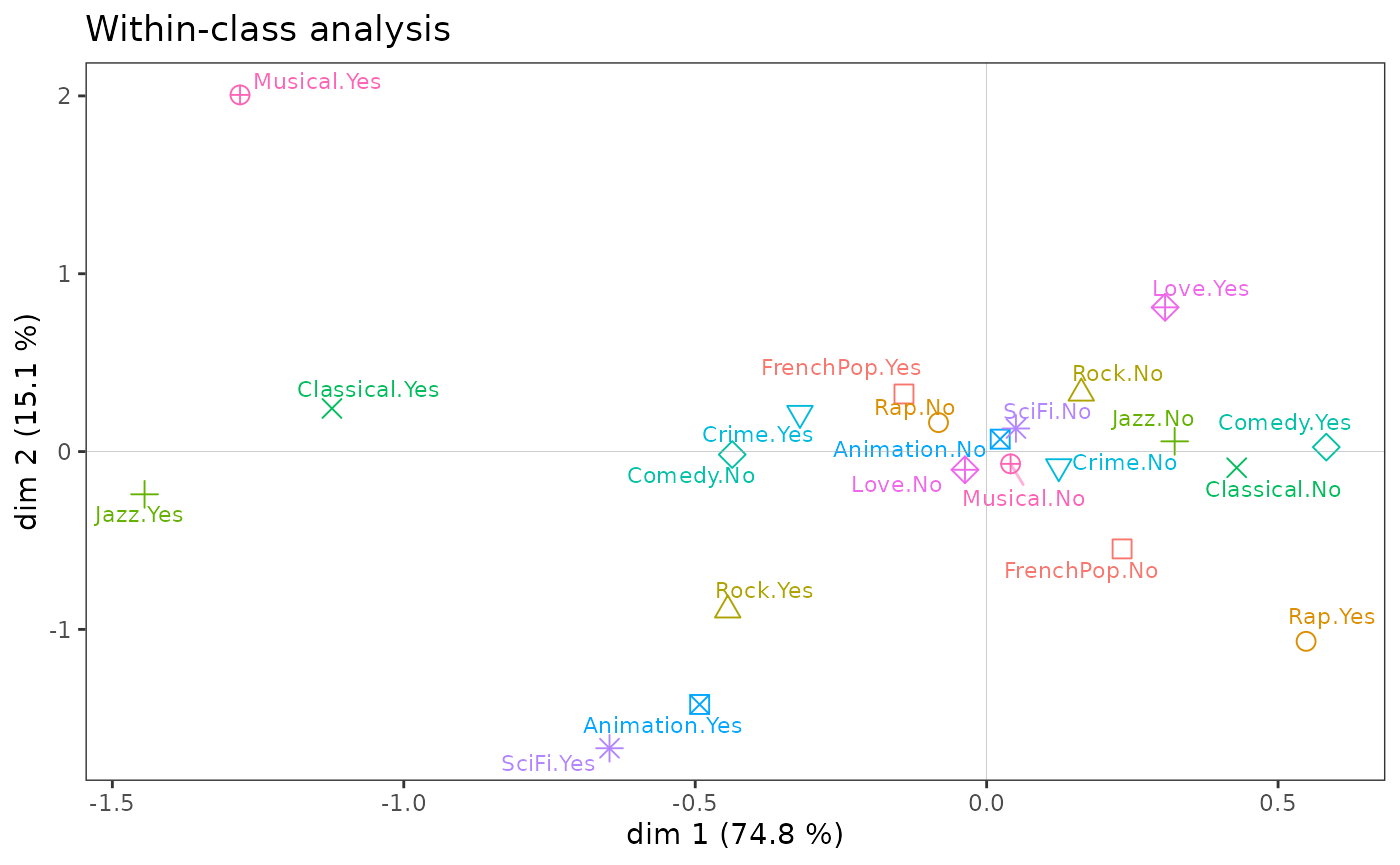 Within-class analysis
2
1
0
-1
dim 2 (15.1 %)
Musical.Yes
Love.Yes
FrenchPop.Yes
Rock.No
Classical.Yes
Rap.No
SciFi.No
Jazz.No
Comedy.Yes
Crime.Yes
Animation.No
Crime.No
Comedy.No
Love.No
Classical.No
Musical.No
Jazz.Yes
FrenchPop.No
Rock.Yes
Rap.Yes
Animation.Yes
SciFi.Yes
-1.5 -1.0 -0.5 0.0 0.5
dim 1 (74.8 %)